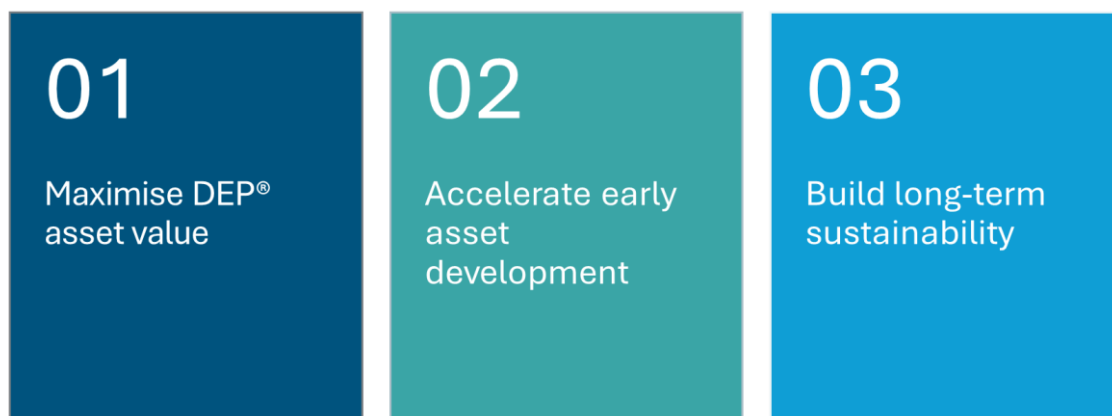 01
Maximise DEP®
asset value
02
Accelerate early
asset
development
03
Build long-term
sustainability